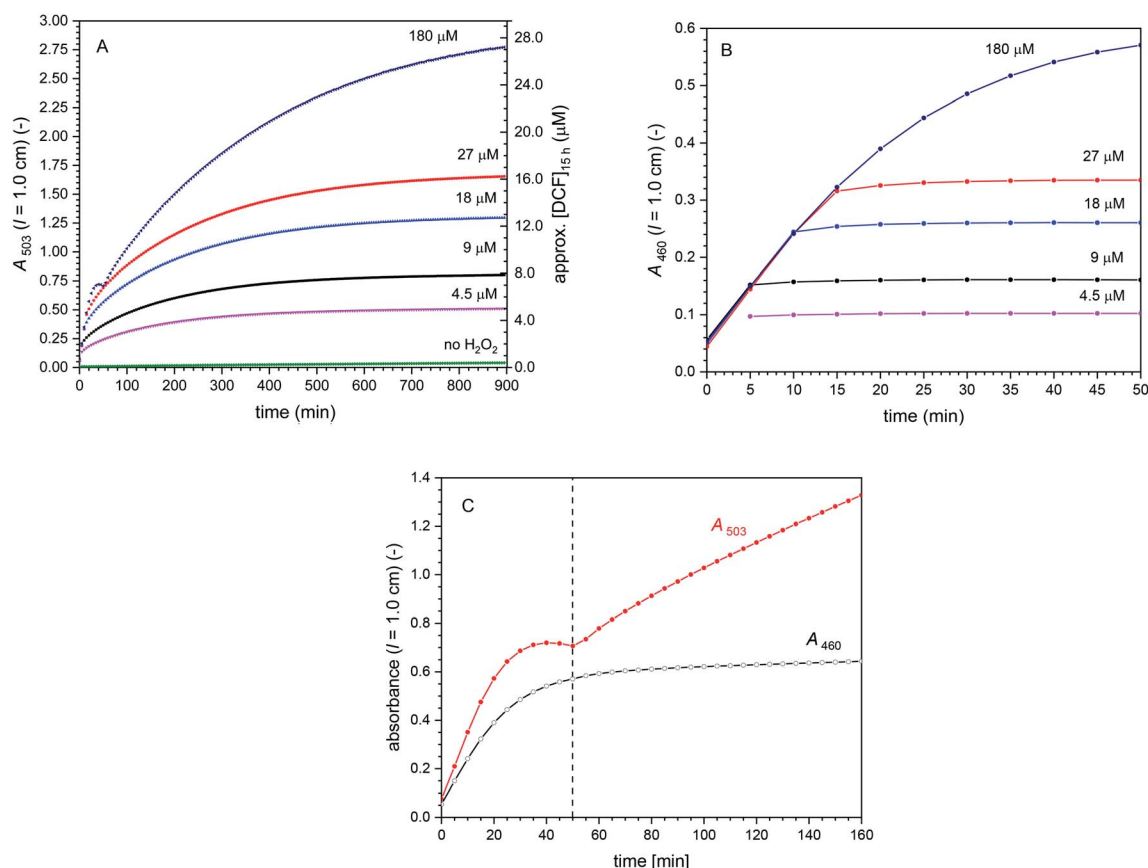 A
3.00
2.75
2.50
2.25
2.00
1.75
1.50
1.25
1.00
0.75
0.50
0.25
0.00
A503 (l = 1.0 cm) (-)
180 μM
27 μM
18 μM
9 μM
4.5 μM
no H2O2
28.0
24.0
20.0
16.0
12.0
8.0
4.0
0.0
approx. [DCF]15 h (μM)
0 100 200 300 400 500 600 700 800 900
time (min)
B
0.6
0.5
0.4
0.3
0.2
0.1
0.0
A460 (l = 1.0 cm) (-)
180 μM
27 μM
18 μM
9 μM
4.5 μM
0 5 10 15 20 25 30 35 40 45 50
time (min)
C
1.4
1.2
1.0
0.8
0.6
0.4
0.2
0.0
absorbance (l = 1.0 cm) (-)
A503
A460
0 20 40 60 80 100 120 140 160
time [min]